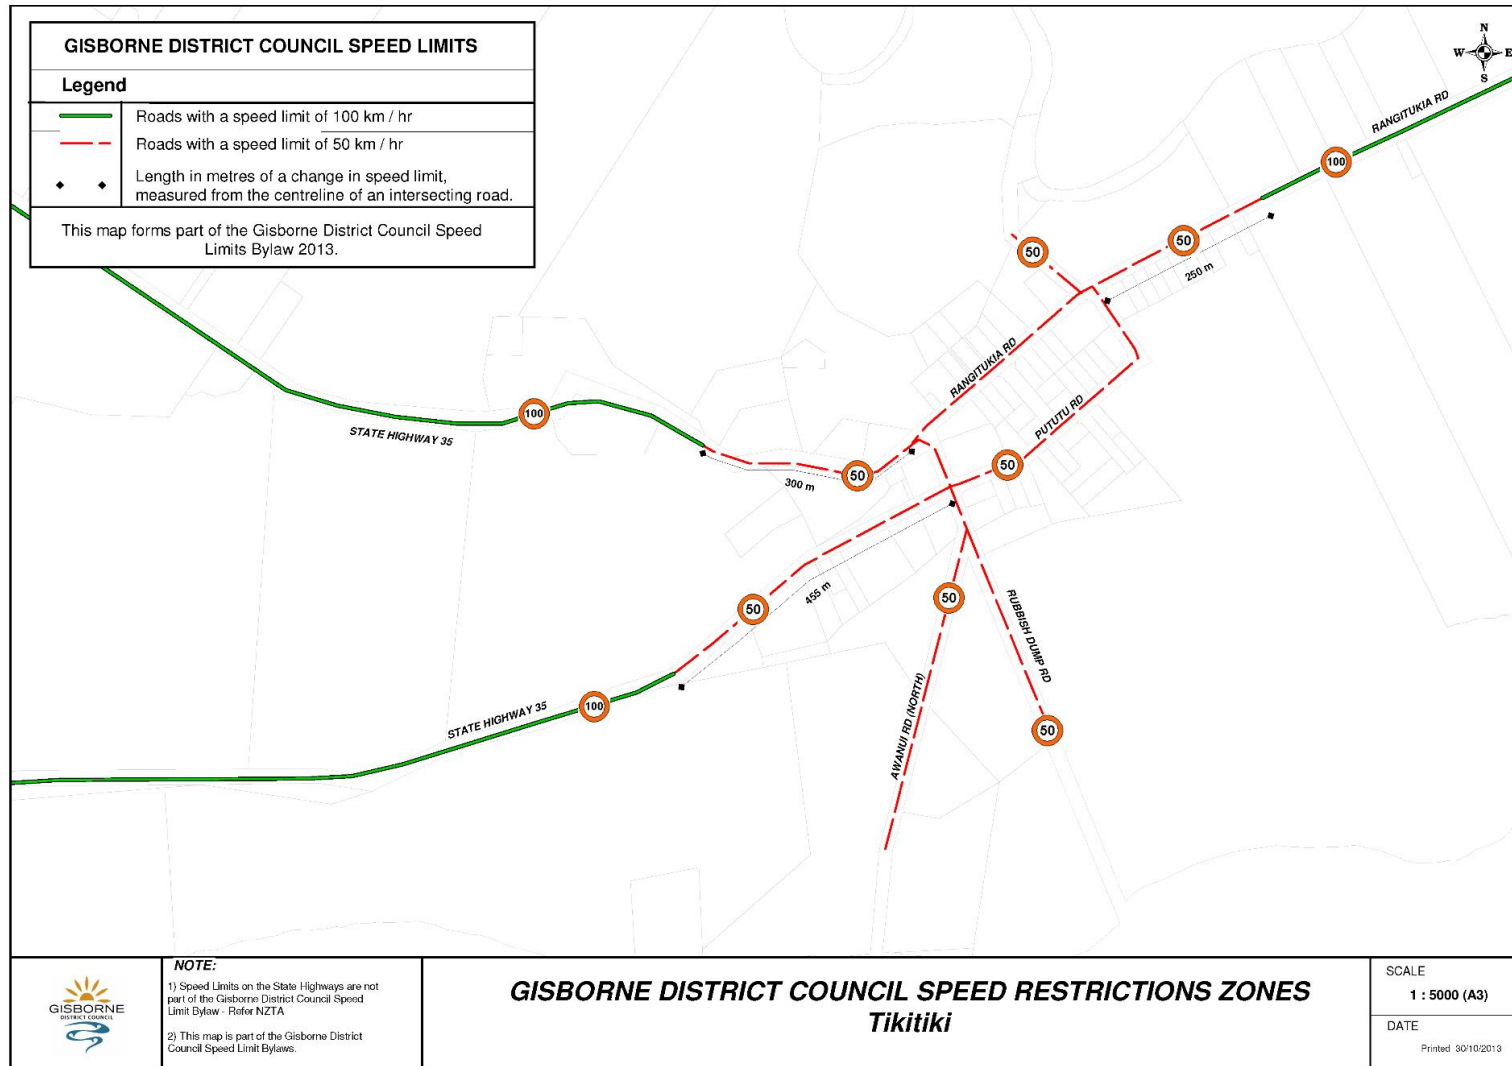 GISBORNE DISTRICT COUNCIL SPEED LIMITS
Legend
Roads with a speed limit of 100 km / hr
Roads with a speed limit of 50 km / hr
Length in metres of a change in speed limit,
measured from the centreline of an intersecting road.
This map forms part of the Gisborne District Council Speed
Limits Bylaw 2013.
N
W E
S
RANGITUKIA RD
100
50
50
250 m
RANGITUKIA RD
100
STATE HIGHWAY 35
PUTUTU RD
50
50
300 m
455 m
50
50
RUBBISH DUMP RD
100
STATE HIGHWAY 35
AWANUI RD (NORTH)
50
GISBORNE
DISTRICT COUNCIL
NOTE:
1) Speed Limits on the State Highways are not
part of the Gisborne District Council Speed
Limit Bylaw - Refer NZTA
2) This map is part of the Gisborne District
Council Speed Limit Bylaws.
GISBORNE DISTRICT COUNCIL SPEED RESTRICTIONS ZONES
Tikitiki
SCALE
1 : 5000 (A3)
DATE
Printed 30/10/2013